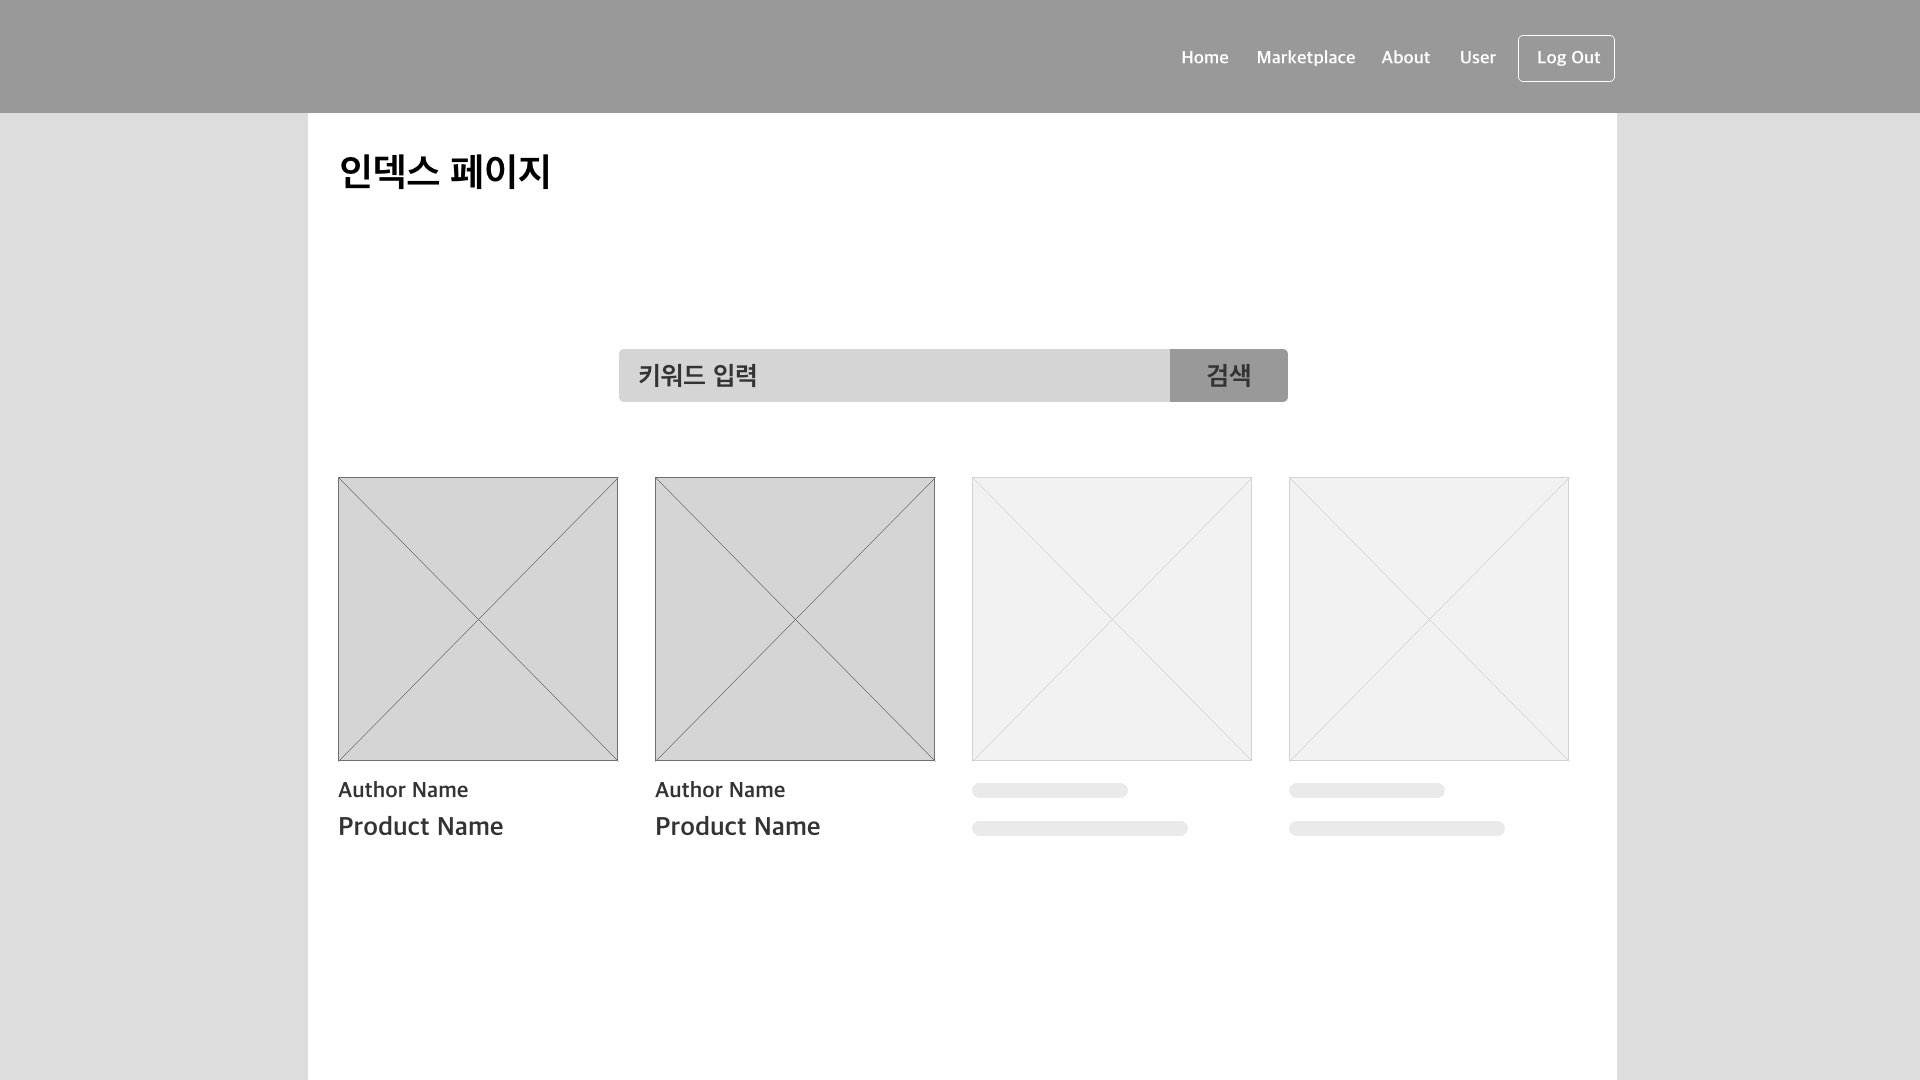 Home Marketplace About User Log Out
인덱스 페이지
키워드 입력 검색
Author Name Author Name
Product Name Product Name